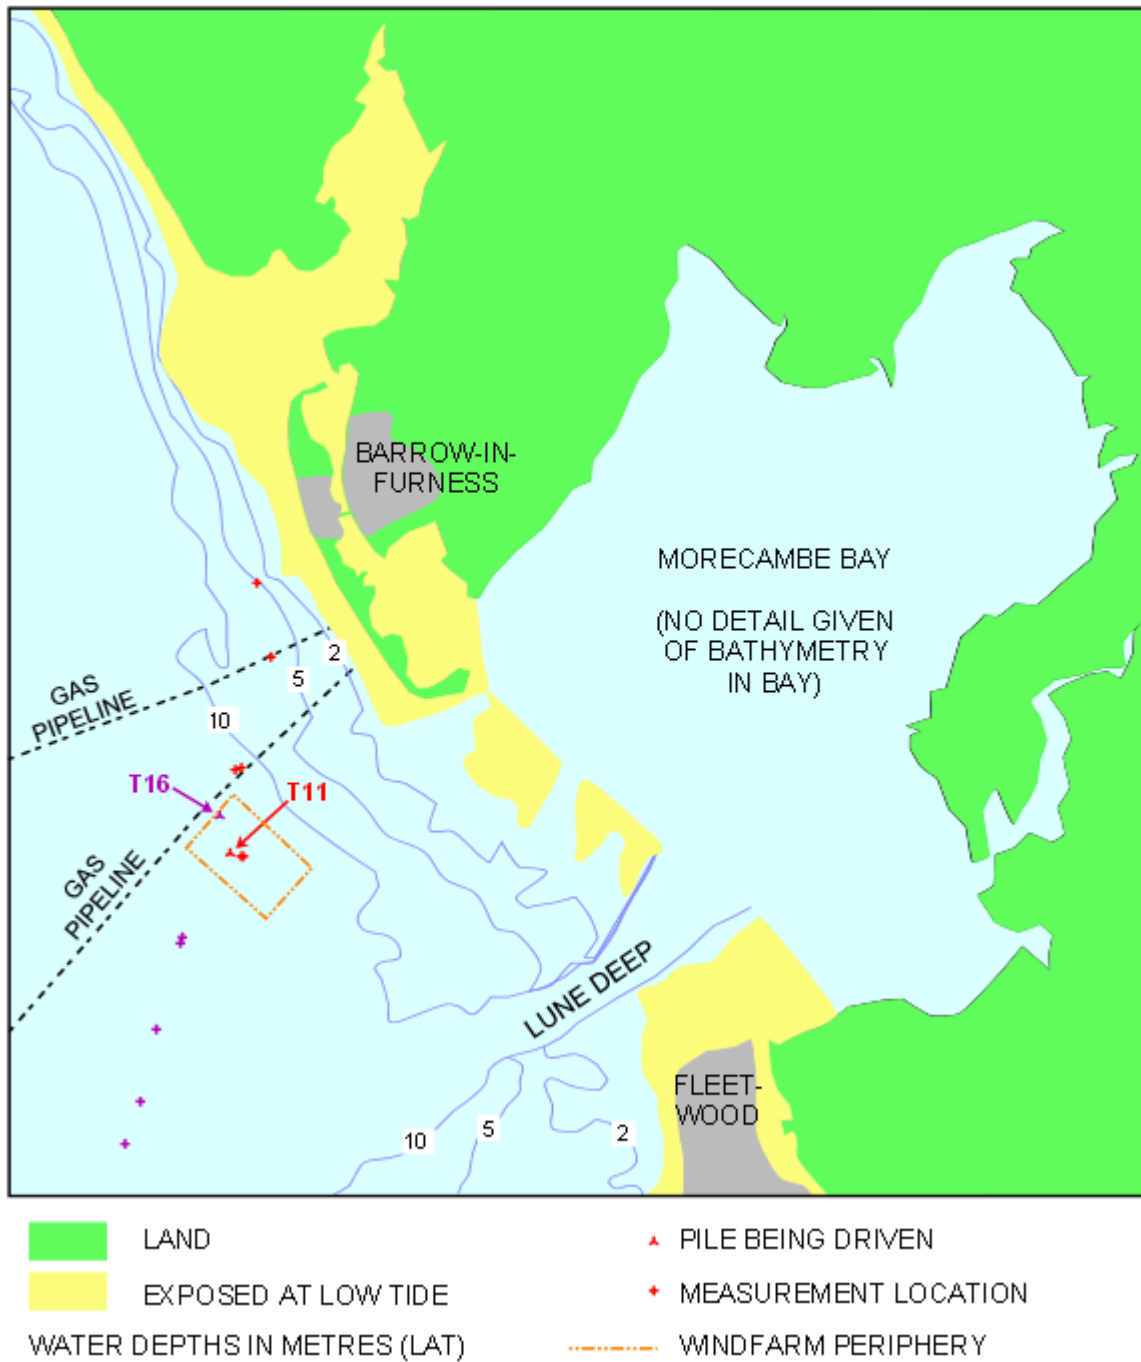 BARROW-IN-
FURNESS
MORECAMBE BAY
(NO DETAIL GIVEN
OF BATHYMETRY
IN BAY)
2
5
GAS
PIPELINE
10
T16
T11
GAS
PIPELINE
LUNE DEEP
FLEET-
WOOD
10
5
2
LAND
PILE BEING DRIVEN
EXPOSED AT LOW TIDE
MEASUREMENT LOCATION
WATER DEPTHS IN METRES (LAT)
WINDFARM PERIPHERY